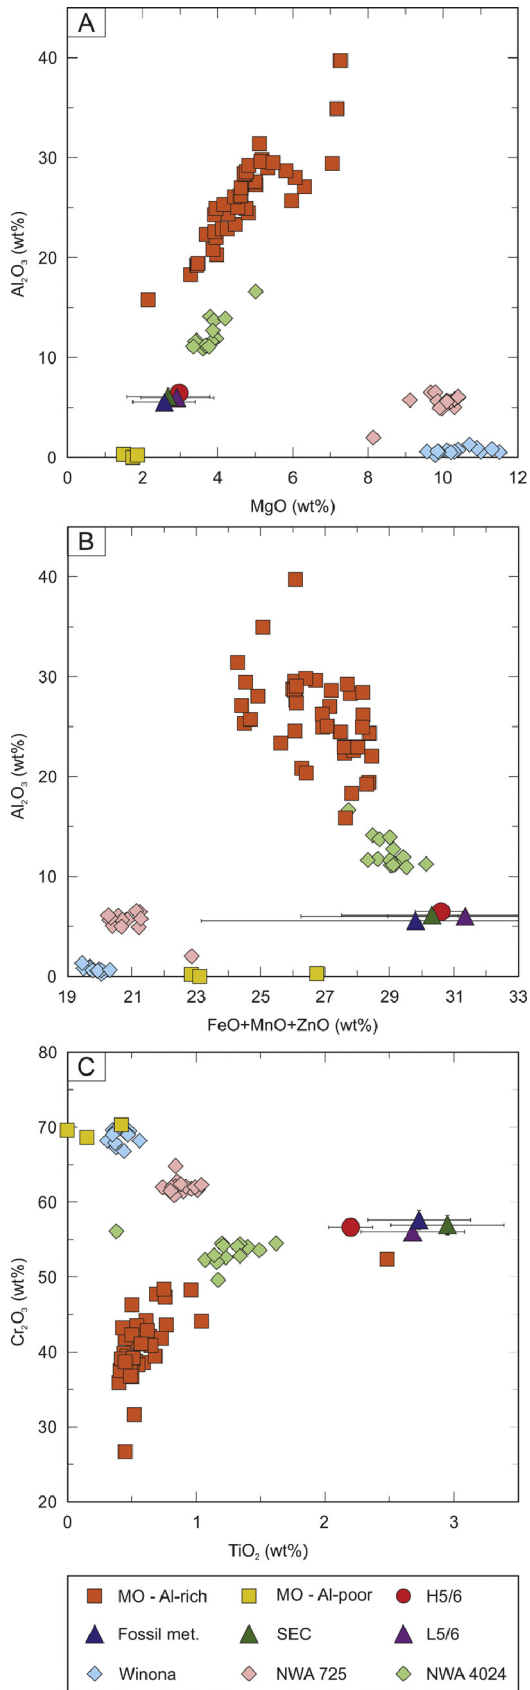 A
40
30
20
10
0
Al₂O₃ (wt%)
0 2 4 6 8 10 12
MgO (wt%)
B
40
30
20
10
0
Al₂O₃ (wt%)
19 21 23 25 27 29 31 33
FeO+MnO+ZnO (wt%)
C
80
70
60
50
40
30
20
Cr₂O₃ (wt%)
0 1 2 3
TiO₂ (wt%)
MO - Al-rich MO - Al-poor H5/6
Fossil met. SEC L5/6
Winona NWA 725 NWA 4024